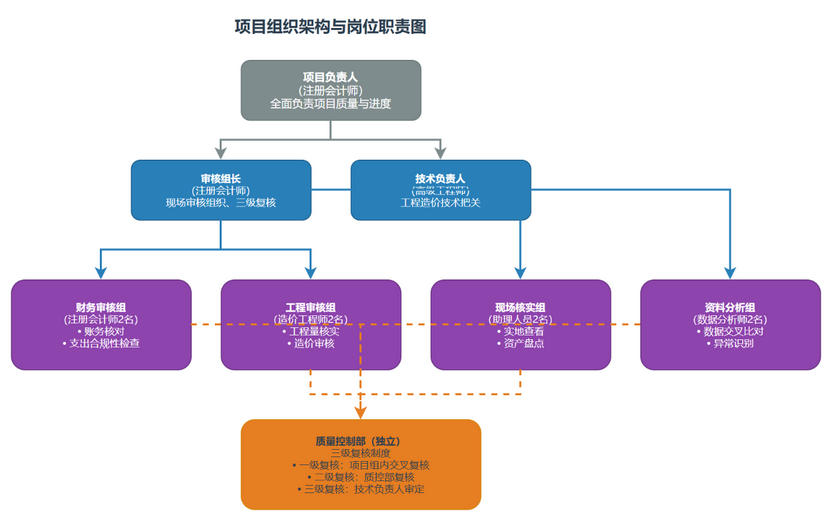 项目组织架构与岗位职责图
项目负责人
(注册会计师)
全面负责项目质量与进度
审核组长
(注册会计师)
现场审核组织、三级复核
技术负责人
工程造价技术把关
财务审核组
(注册会计师2名)
• 账务核对
• 支出合规性检查
工程审核组
(造价工程师2名)
• 工程量核实
• 造价审核
现场核实组
(助理人员2名)
• 实地查看
• 资产盘点
资料分析组
(数据分析师2名)
• 数据交叉比对
• 异常识别
质量控制部（独立）
三级复核制度
• 一级复核：项目组内交叉复核
• 二级复核：质控部复核
• 三级复核：技术负责人审定